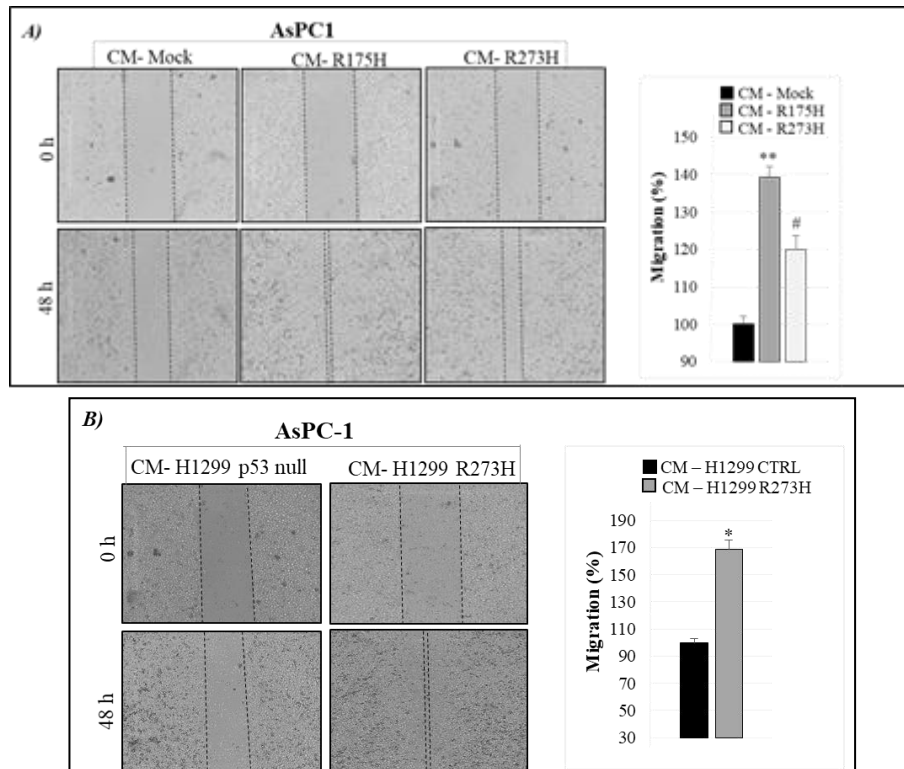 A)
AsPC1
CM- Mock
CM- R175H
CM- R273H
0 h
48 h
CM - Mock
CM - R175H
CM - R273H
Migration (%)
150
140
130
120
110
100
90
**
#
B)
AsPC-1
CM- H1299 p53 null
CM- H1299 R273H
0 h
48 h
CM – H1299 CTRL
CM – H1299 R273H
Migration (%)
190
170
150
130
110
90
70
50
30
*